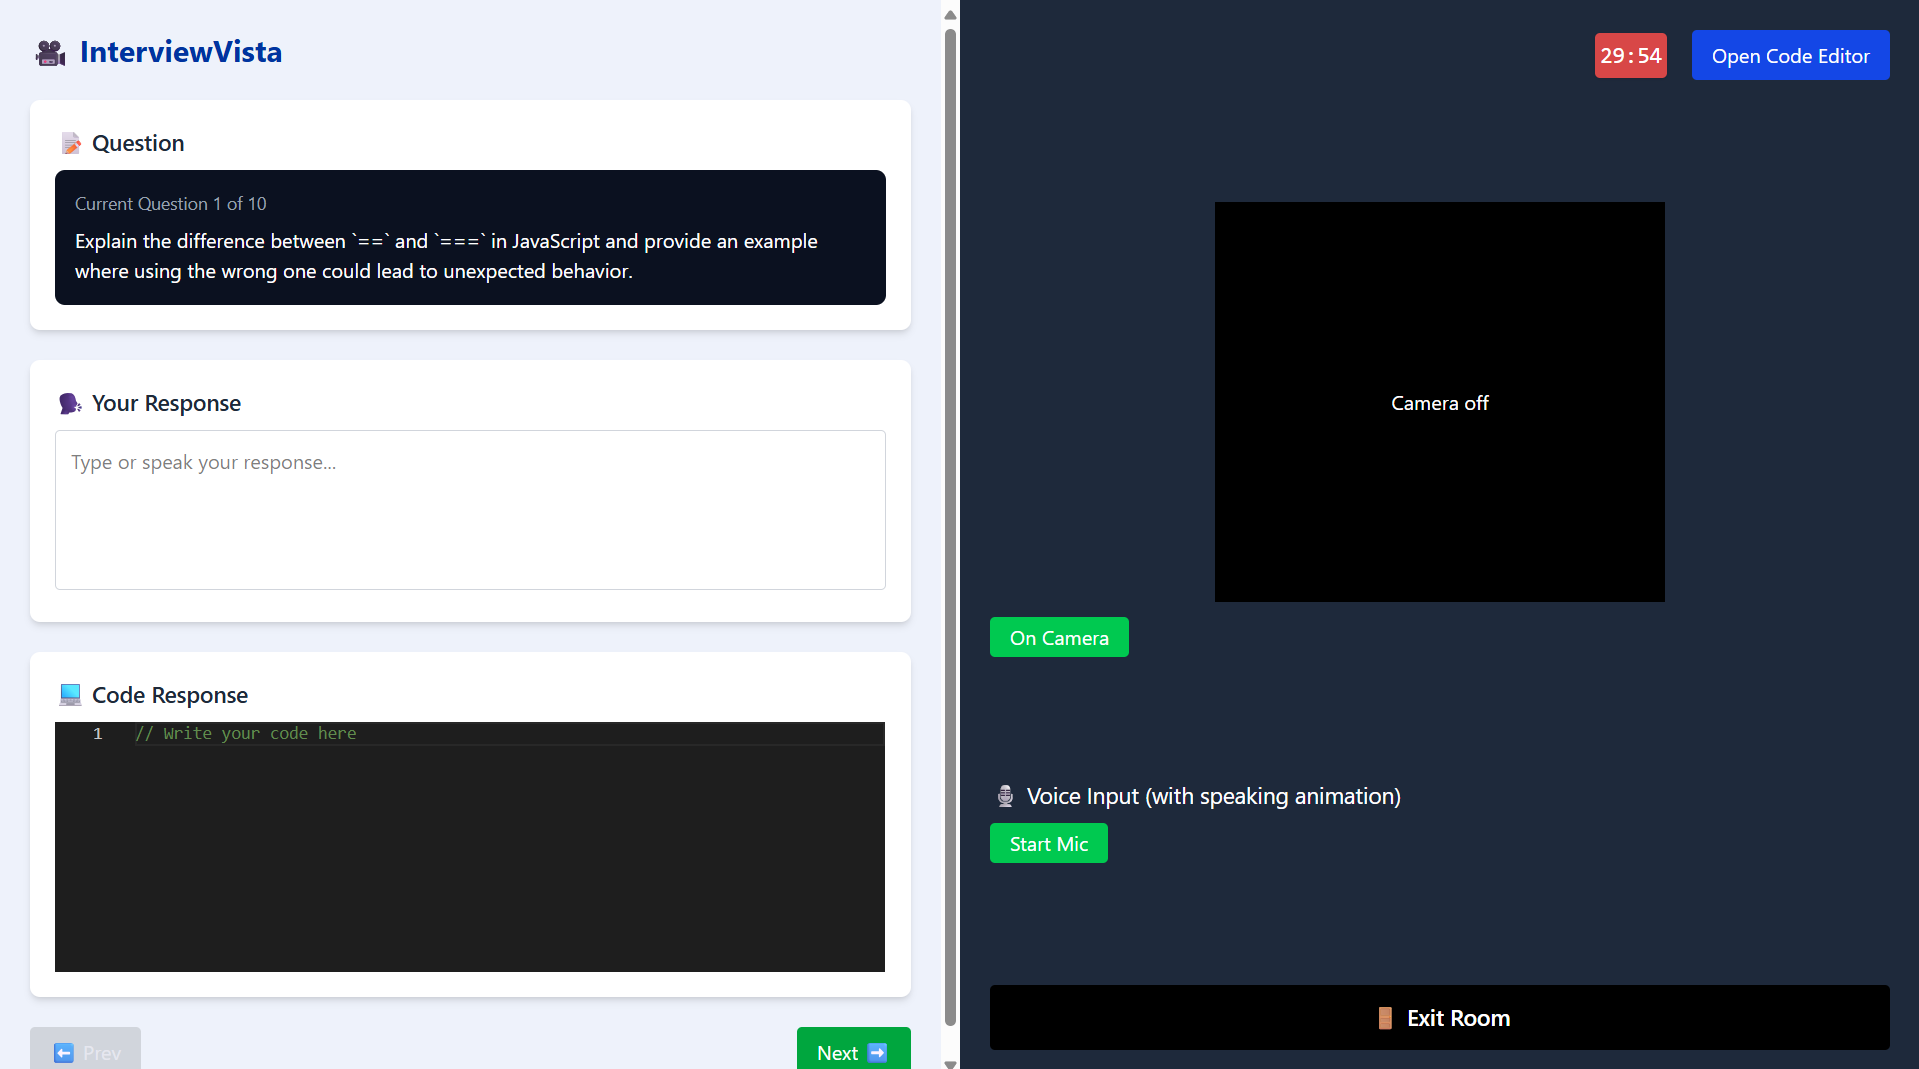 InterviewVista
Question
Current Question 1 of 10
Explain the difference between `==` and `===` in JavaScript and provide an example
where using the wrong one could lead to unexpected behavior.
Your Response
Type or speak your response...
Code Response
1 // Write your code here
Prev
Next
29:54
Open Code Editor
Camera off
On Camera
Voice Input (with speaking animation)
Start Mic
Exit Room